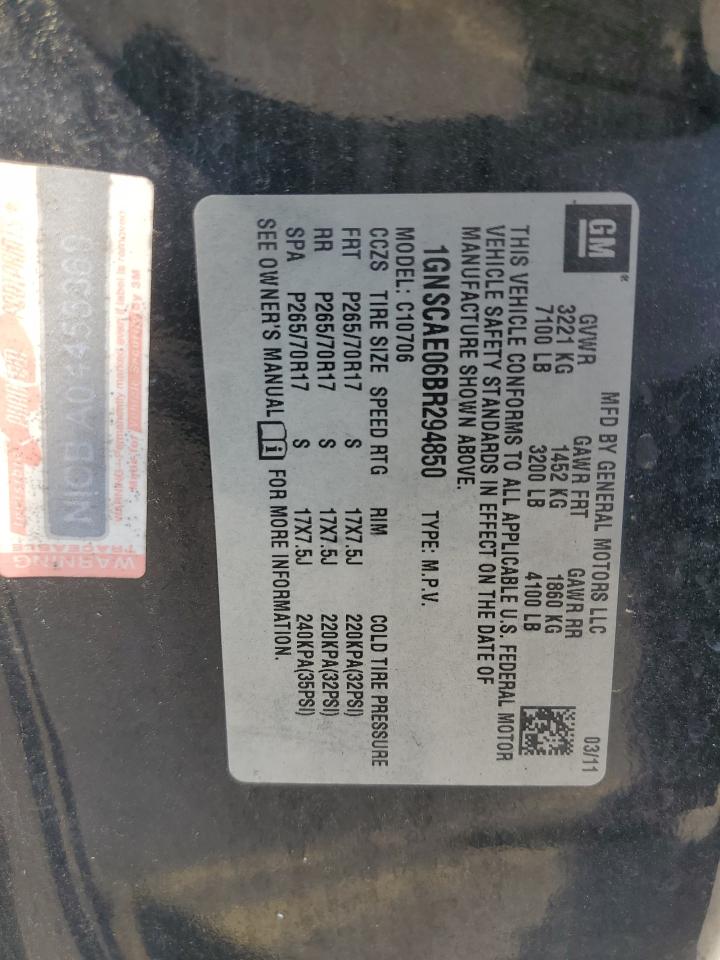 GM
MFD BY GENERAL MOTORS LLC
03/11
GVWR GAWR FRT GAWR RR
3221 KG 1452 KG 1860 KG
7100 LB 3200 LB 4100 LB
THIS VEHICLE CONFORMS TO ALL APPLICABLE U.S. FEDERAL MOTOR
VEHICLE SAFETY STANDARDS IN EFFECT ON THE DATE OF
MANUFACTURE SHOWN ABOVE.
1GNSCAE06BR294850 TYPE: M.P.V.
MODEL: C10706
CCZS TIRE SIZE SPEED RTG RIM COLD TIRE PRESSURE
FRT P265/70R17 S 17X7.5J 220KPA(32PSI)
RR P265/70R17 S 17X7.5J 220KPA(32PSI)
SPA P265/70R17 S 17X7.5J 240KPA(35PSI)
SEE OWNER'S MANUAL FOR MORE INFORMATION.
WARNING
TRACEABLE
NICB